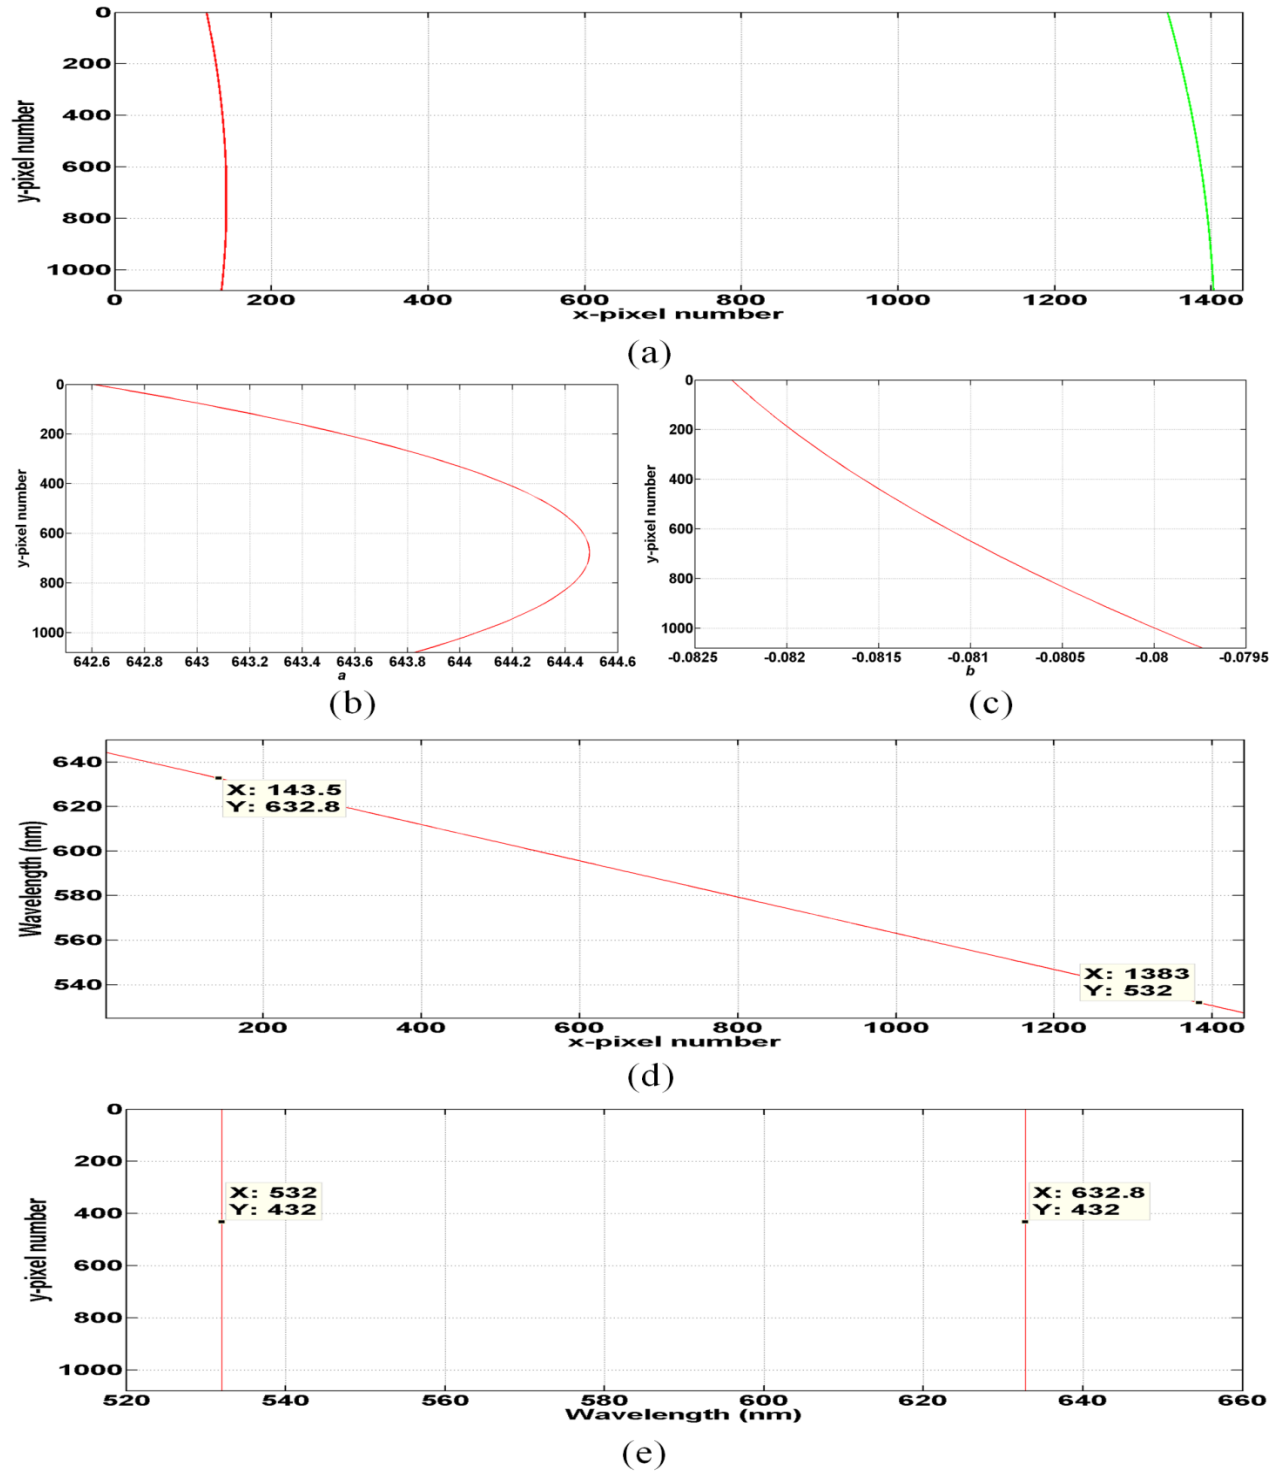 0
200
400
600
800
1000
y-pixel number
0 200 400 600 800 1000 1200 1400
x-pixel number
(a)
0
200
400
600
800
1000
y-pixel number
642.6 642.8 643 643.2 643.4 643.6 643.8 644 644.2 644.4 644.6
a
(b)
0
200
400
600
800
1000
y-pixel number
-0.0825 -0.082 -0.0815 -0.081 -0.0805 -0.08 -0.0795
b
(c)
640
620
600
580
560
540
Wavelength (nm)
X: 143.5
Y: 632.8
X: 1383
Y: 532
200 400 600 800 1000 1200 1400
x-pixel number
(d)
0
200
400
600
800
1000
y-pixel number
X: 532
Y: 432
X: 632.8
Y: 432
520 540 560 580 600 620 640 660
Wavelength (nm)
(e)